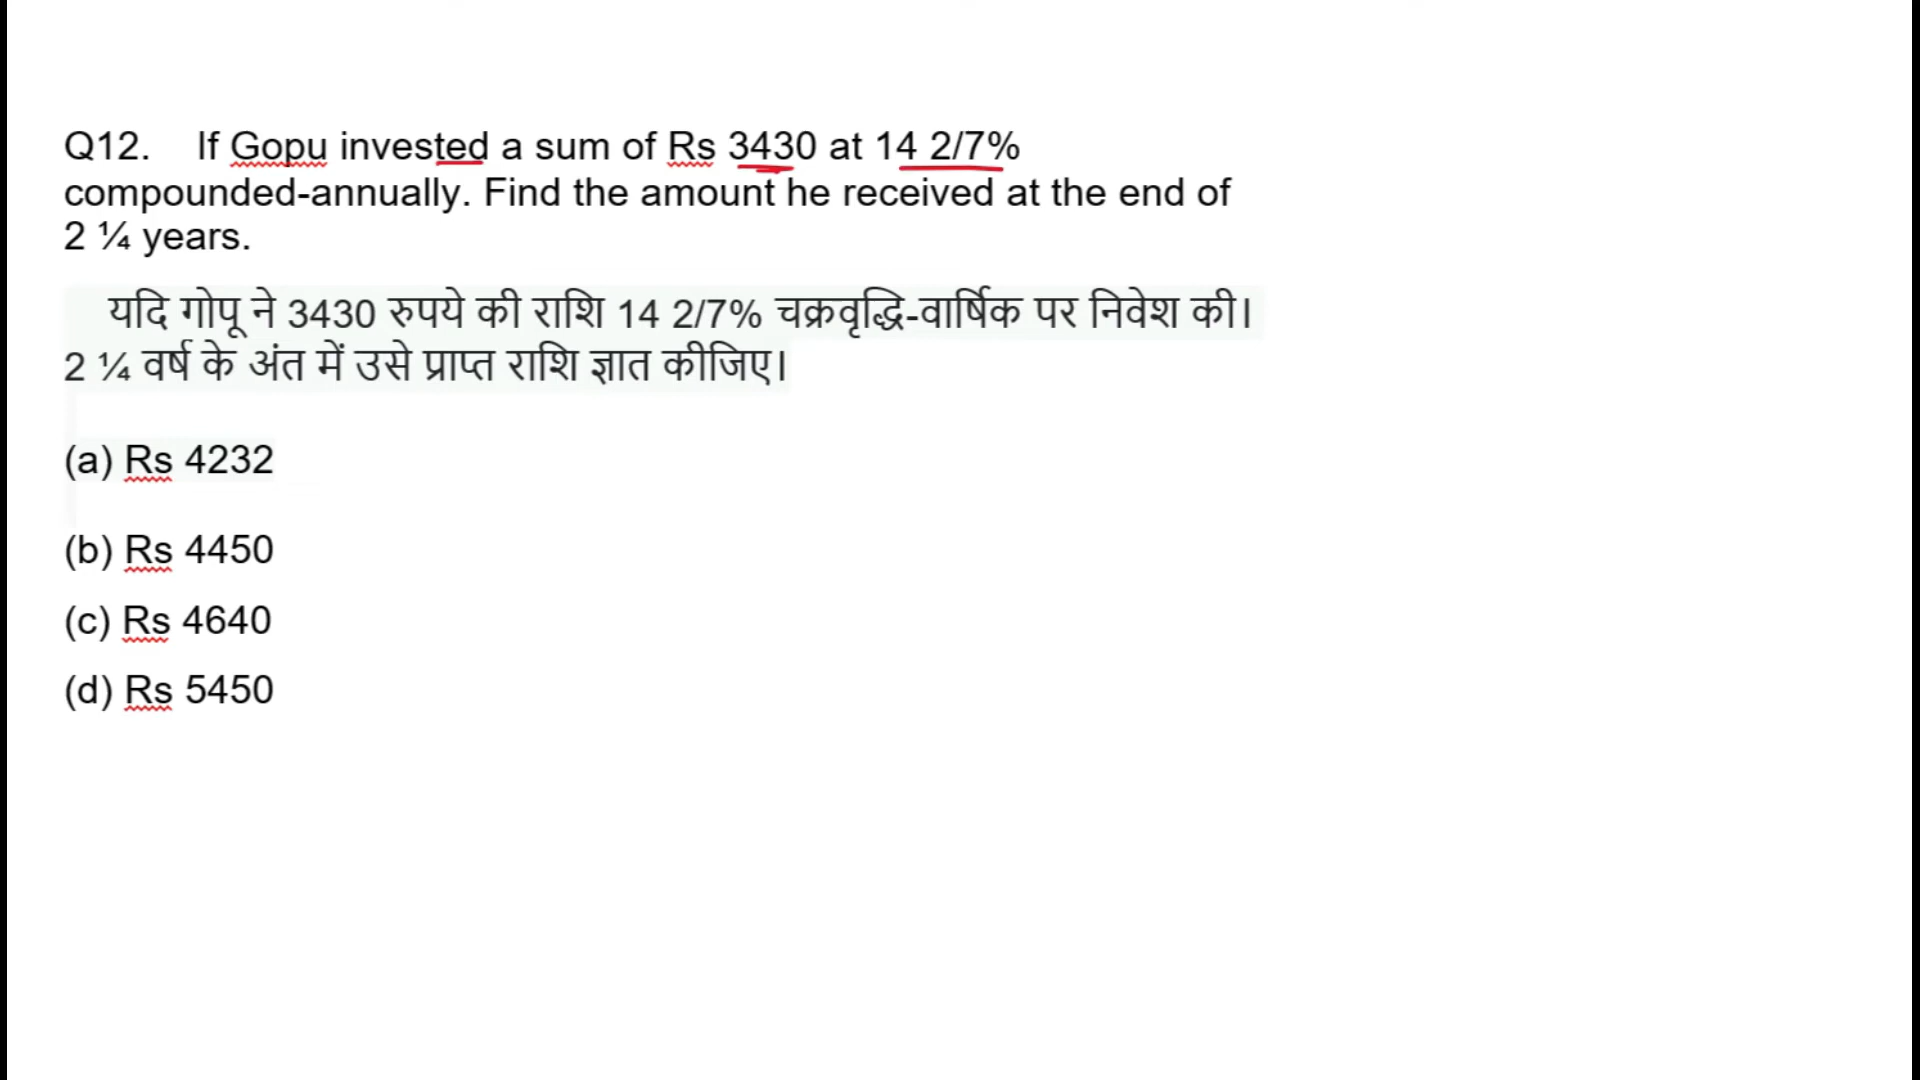 Q12. If Gopu invested a sum of Rs 3430 at 14 2/7%
compounded-annually. Find the amount he received at the end of
2 ¼ years.
यदि गोपू ने 3430 रुपये की राशि 14 2/7% चक्रवृद्धि-वार्षिक पर निवेश की।
2 ¼ वर्ष के अंत में उसे प्राप्त राशि ज्ञात कीजिए।
(a) Rs 4232
(b) Rs 4450
(c) Rs 4640
(d) Rs 5450